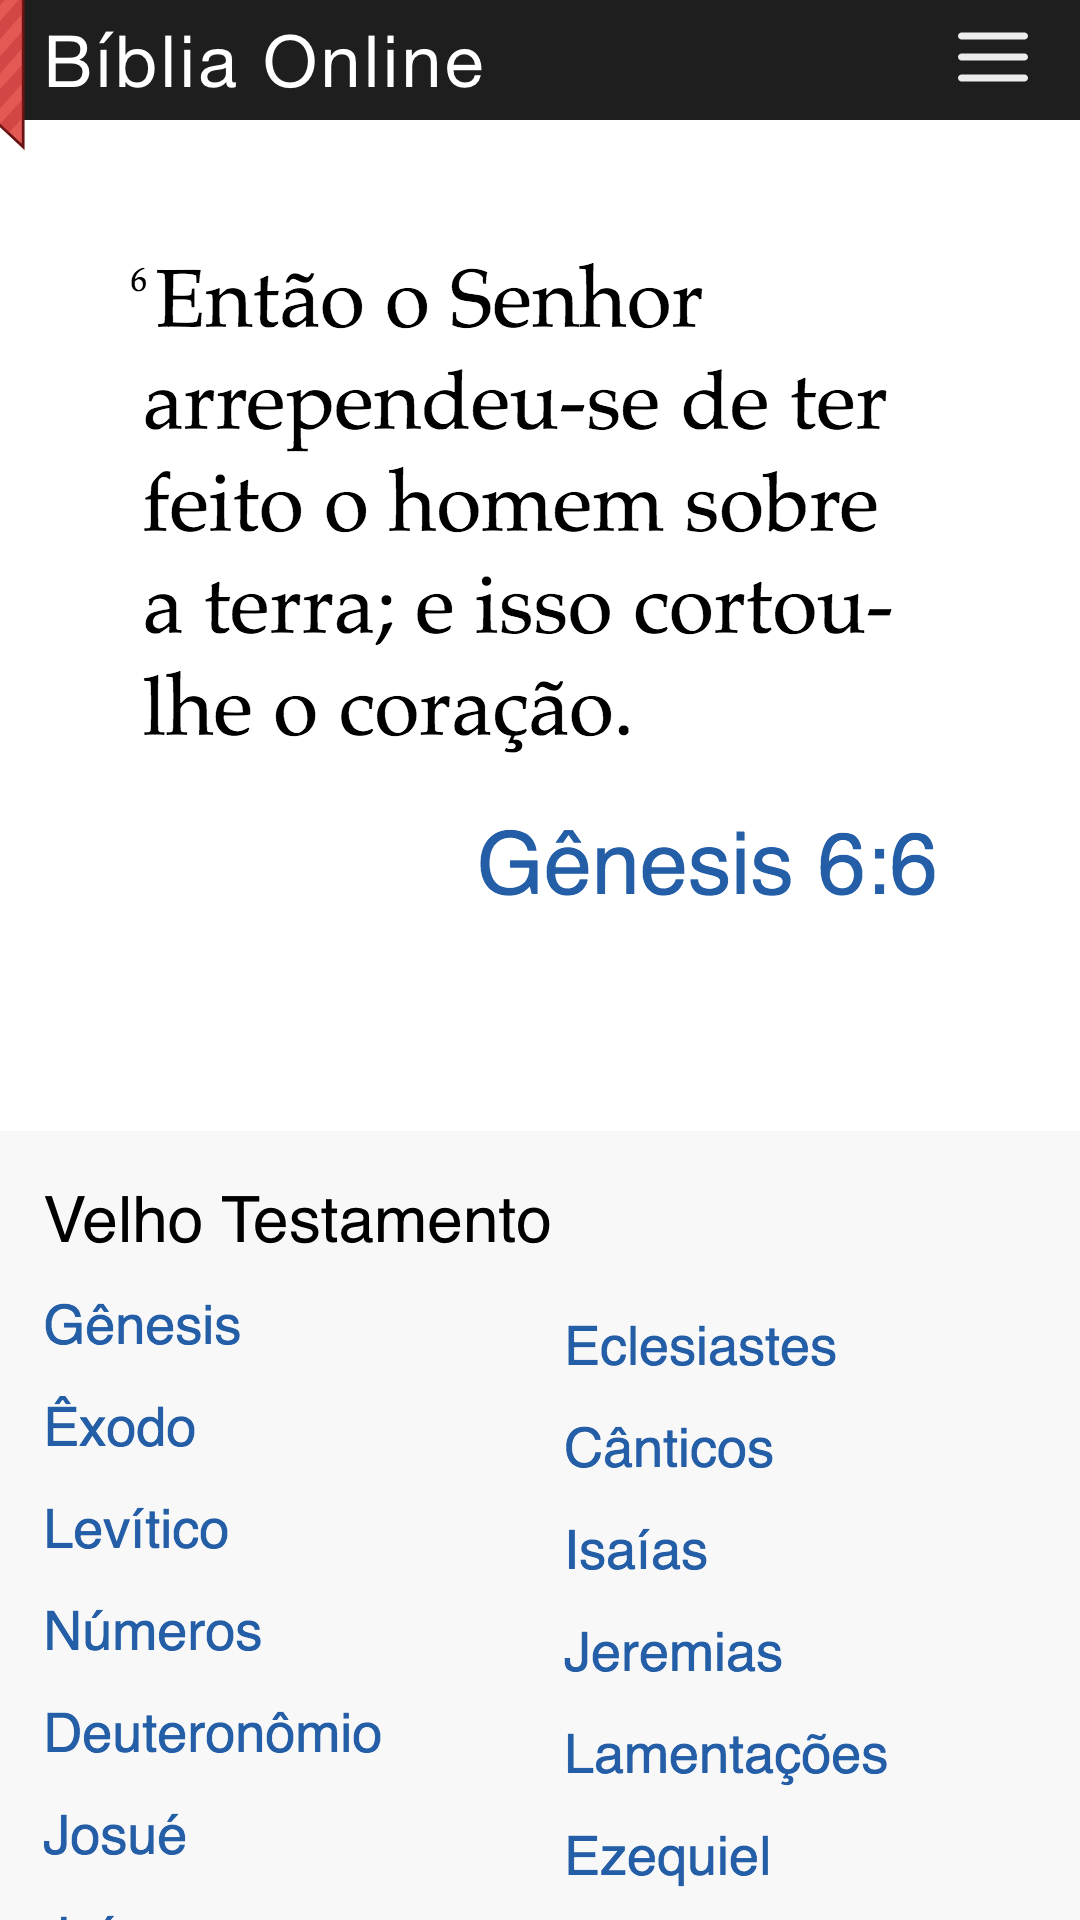 Bíblia Online
6 Então o Senhor
arrependeu-se de ter
feito o homem sobre
a terra; e isso cortou-
lhe o coração.
Gênesis 6:6
Velho Testamento
Gênesis
Êxodo
Levítico
Números
Deuteronômio
Josué
Eclesiastes
Cânticos
Isaías
Jeremias
Lamentações
Ezequiel